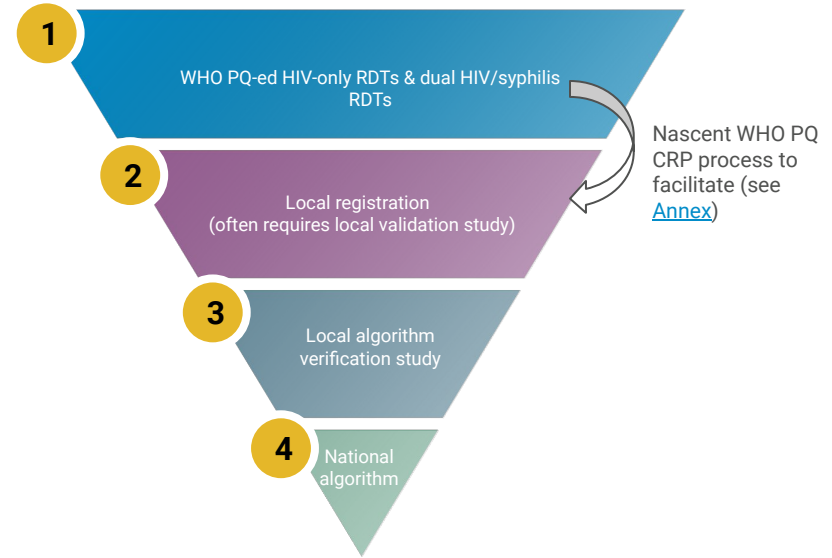 1
WHO PQ-ed HIV-only RDTs & dual HIV/syphilis
RDTs
Nascent WHO PQ
CRP process to
facilitate (see
Annex)
2
Local registration
(often requires local validation study)
3
Local algorithm
verification study
4
National
algorithm